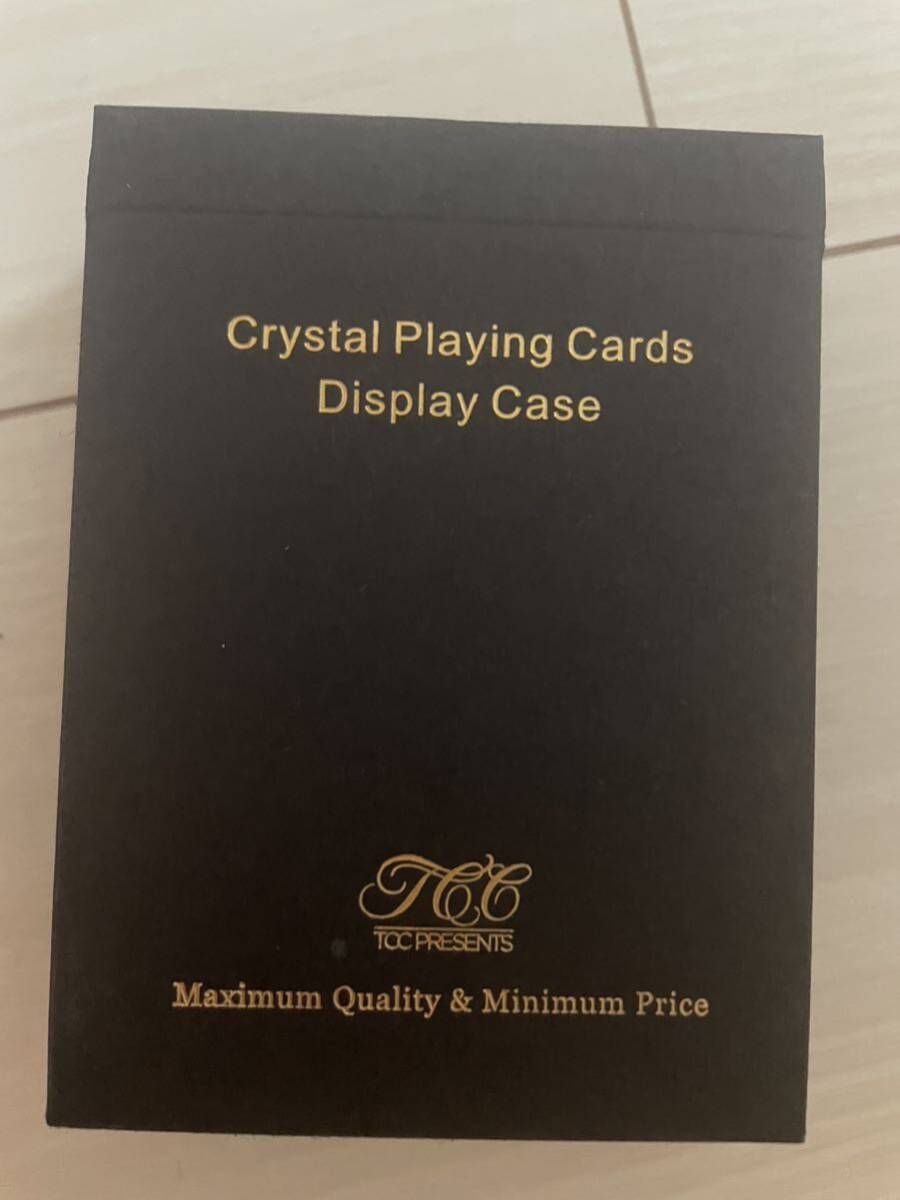 Crystal Playing Cards
Display Case
TCC
TCC PRESENTS
Maximum Quality & Minimum Price